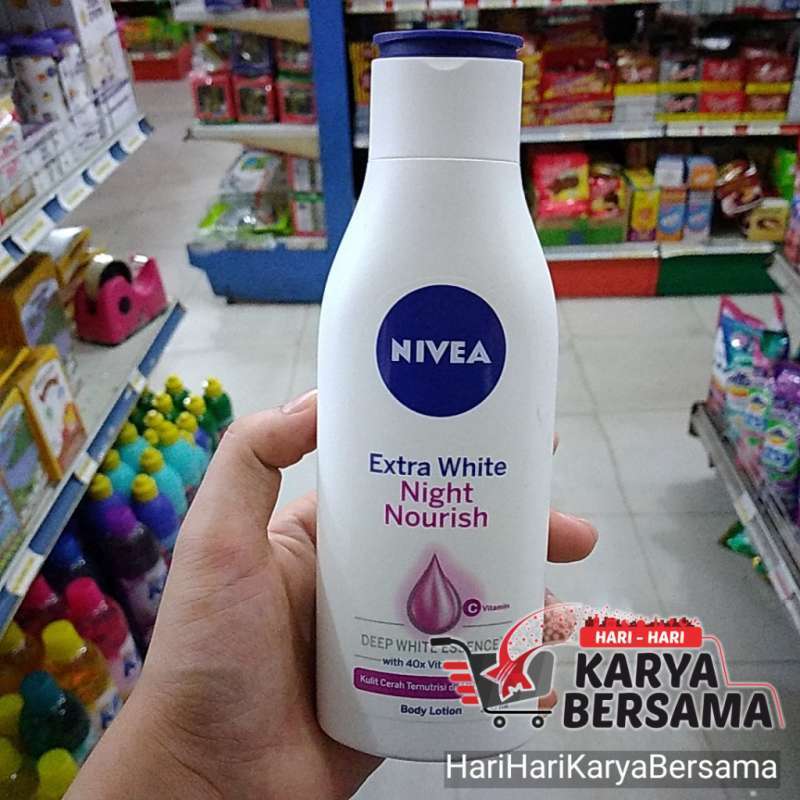 NIVEA
Extra White
Night
Nourish
C Vitamin
DEEP WHITE ESSENCE
with 40x Vit
Kulit Cerah Ternutrisi
Body Lotion
HARI - HARI
KARYA
BERSAMA
HariHariKaryaBersama